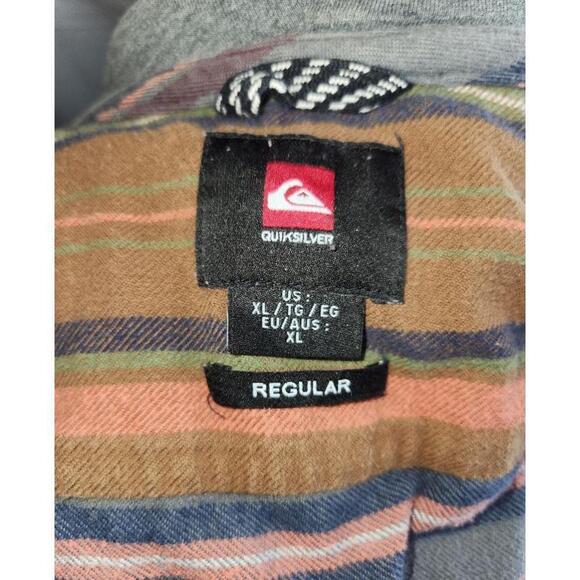 QUIKSILVER
US :
XL / TG / EG
EU/AUS :
XL
REGULAR